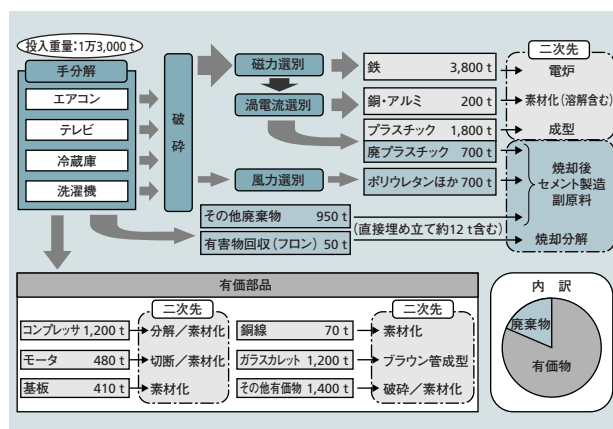 投入重量:1万3,000 t
手分解
エアコン
テレビ
冷蔵庫
洗濯機
破砕
磁力選別
渦電流選別
風力選別
鉄 3,800 t
銅・アルミ 200 t
プラスチック 1,800 t
廃プラスチック 700 t
ポリウレタンほか 700 t
その他廃棄物 950 t
有害物回収(フロン) 50 t
(直接埋め立て約12 t含む)
二次先
電炉
素材化(溶解含む)
成型
焼却後
セメント製造
副原料
焼却分解
有価部品
二次先
コンプレッサ 1,200 t
分解/素材化
モータ 480 t
切断/素材化
基板 410 t
素材化
二次先
銅線 70 t
素材化
ガラスカレット 1,200 t
ブラウン管成型
その他有価物 1,400 t
破砕/素材化
内 訳
廃棄物
有価物